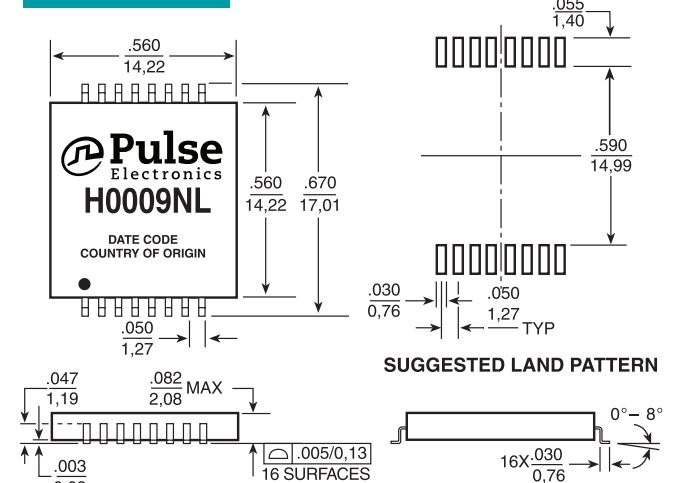 .560
14,22
.055
1,40
Pulse
Electronics
H0009NL
DATE CODE
COUNTRY OF ORIGIN
.560
14,22
.670
17,01
.590
14,99
.050
1,27
.030
0,76
.050
1,27
TYP
SUGGESTED LAND PATTERN
.047
1,19
.082
2,08
MAX
.003
.005/0,13
16 SURFACES
0°– 8°
16X .030
0,76